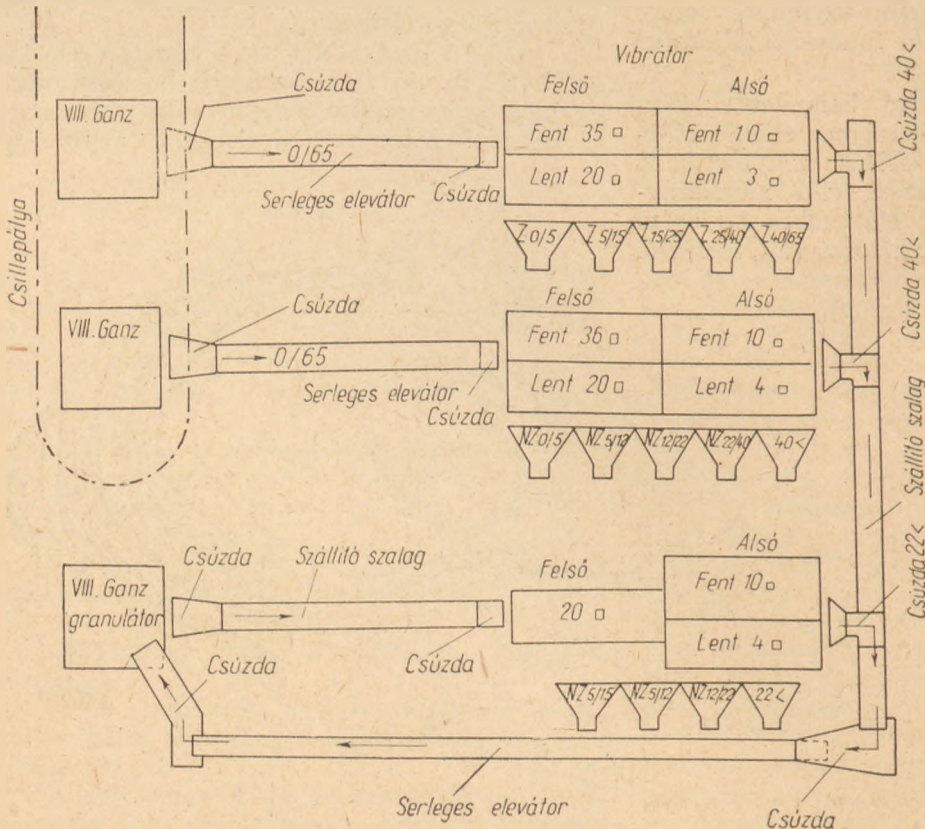 Vibrátor
Csúzda
Felső
Alsó
Csúzda 40<
VIII. Ganz
0/65
Serleges elevátor
Csúzda
Fent 35 □
Fent 10 □
Lent 20 □
Lent 3 □
Z 0/5
Z 5/15
Z 15/25
Z 25/40
Z 40/65
Csillepálya
Csúzda
Felső
Alsó
Csúzda 40<
VIII. Ganz
0/65
Serleges elevátor
Csúzda
Fent 36 □
Fent 10 □
Lent 20 □
Lent 4 □
NZ 0/5
NZ 5/12
NZ 12/22
NZ 22/40
40<
Szállító szalag
Csúzda
Szállító szalag
Felső
Alsó
Csúzda 22<
VIII. Ganz
granulátor
Csúzda
Csúzda
20 □
Fent 10 □
Lent 4 □
NZ 5/15
NZ 5/12
NZ 12/22
22<
Serleges elevátor
Csúzda